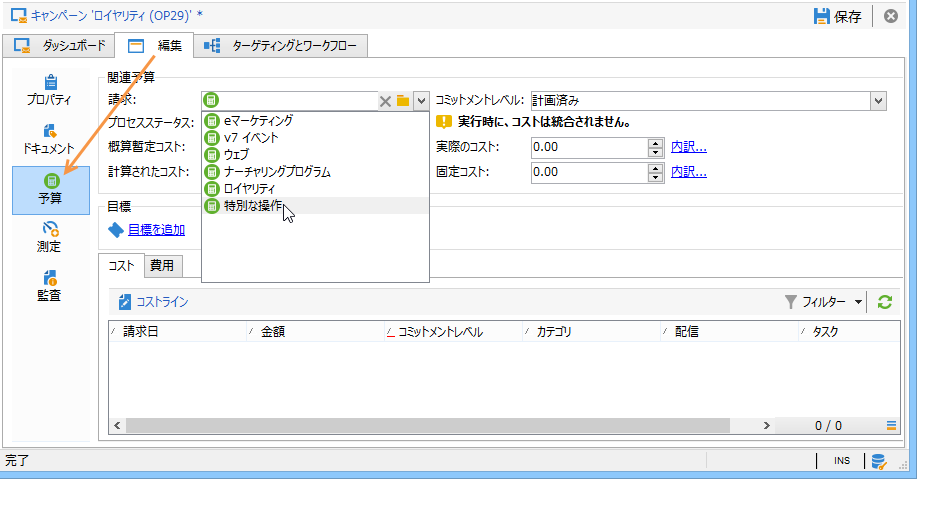 キャンペーン 'ロイヤリティ (OP29)' *
保存
ダッシュボード
編集
ターゲティングとワークフロー
プロパティ
ドキュメント
予算
測定
監査
関連予算
請求:
コミットメントレベル: 計画済み
プロセスステータス:
実行時に、コストは統合されません。
概算暫定コスト:
実際のコスト: 0.00 内訳...
計算されたコスト:
固定コスト: 0.00 内訳...
eマーケティング
v7 イベント
ウェブ
ナーチャリングプログラム
ロイヤリティ
特別な操作
目標
目標を追加
コスト
費用
コストライン
フィルター
請求日 金額 コミットメントレベル カテゴリ 配信 タスク
0 / 0
完了
INS